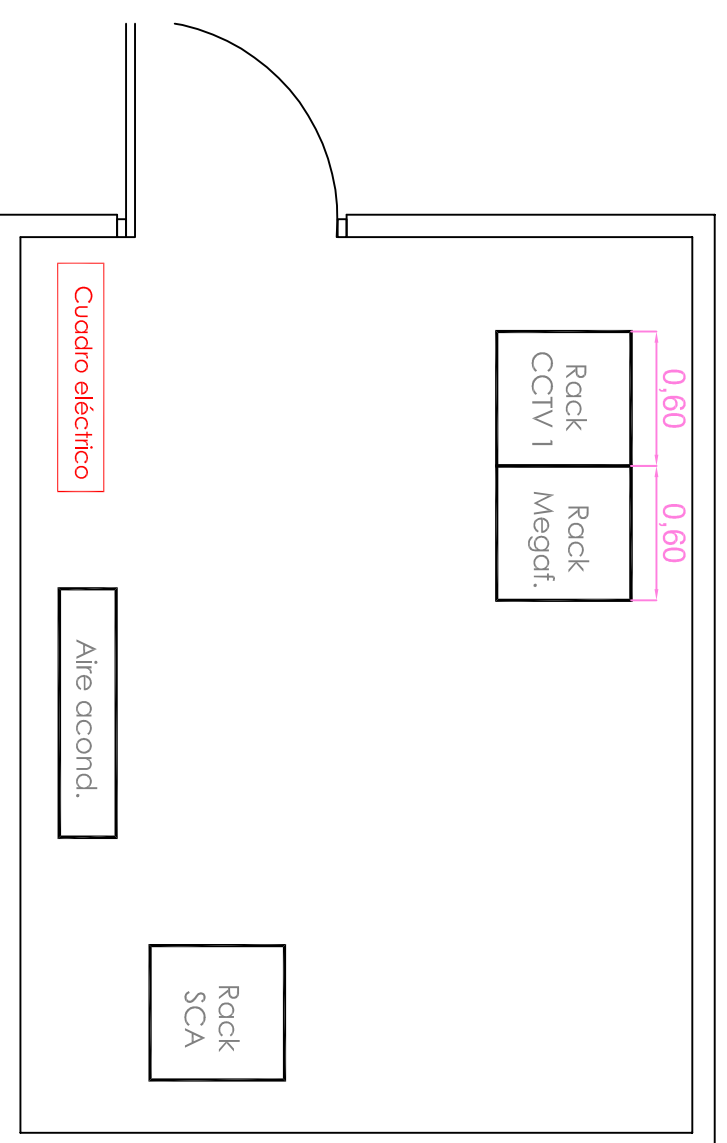 0,60
0,60
Rack
CCTV 1
Rack
Megaf.
Cuadro eléctrico
Aire acond.
Rack
SCA